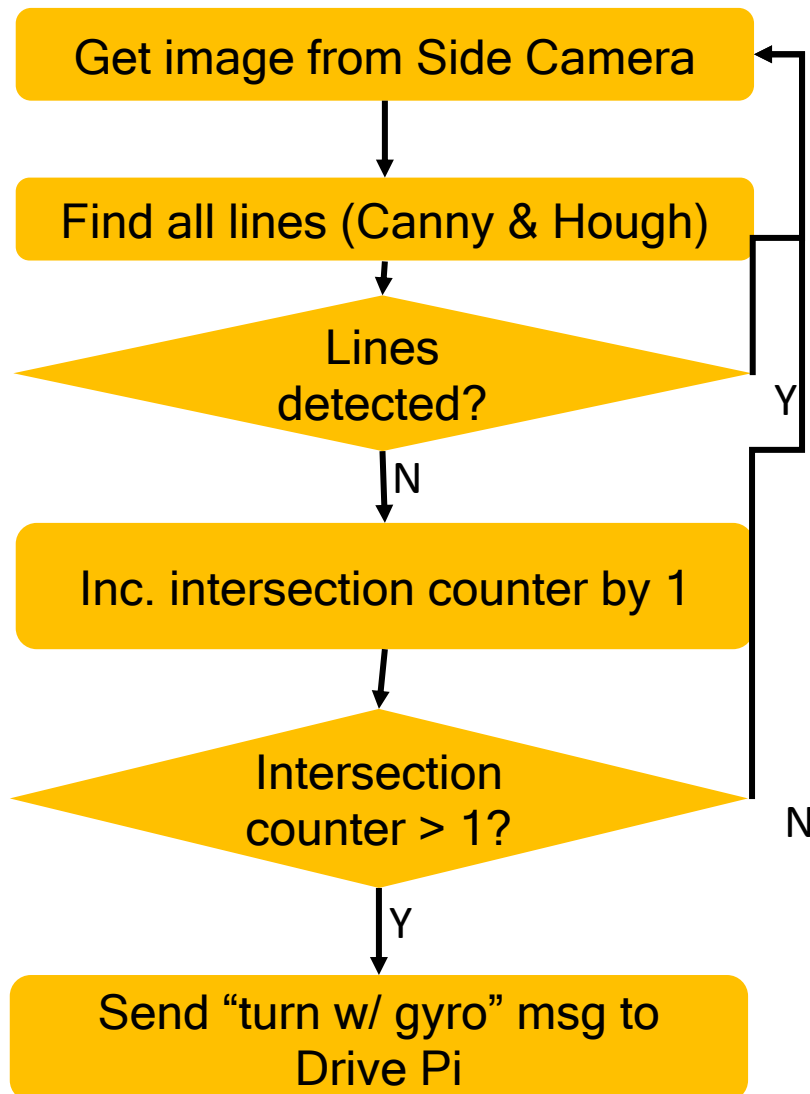 Get image from Side Camera
Find all lines (Canny & Hough)
Lines
detected?
Y
N
Inc. intersection counter by 1
Intersection
counter > 1?
N
Y
Send “turn w/ gyro” msg to
Drive Pi